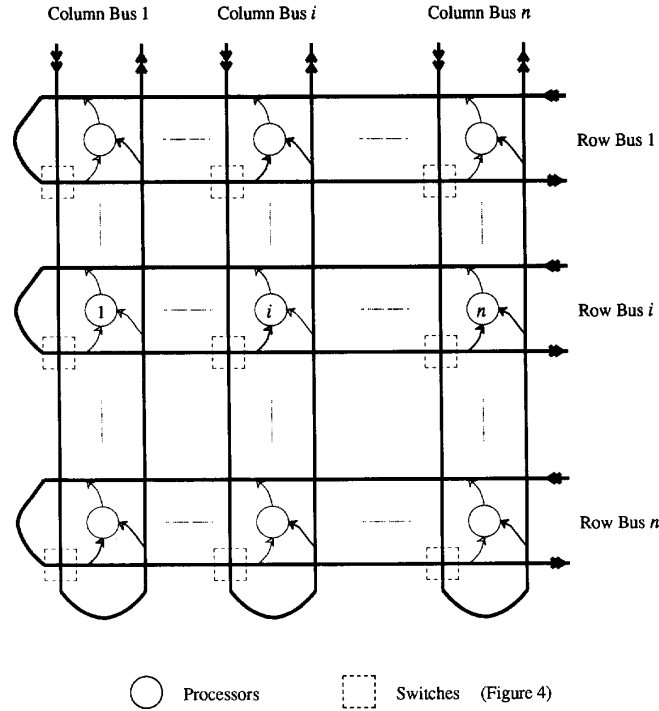 Column Bus 1 Column Bus i Column Bus n
Row Bus 1
1 i n Row Bus i
Row Bus n
Processors Switches (Figure 4)